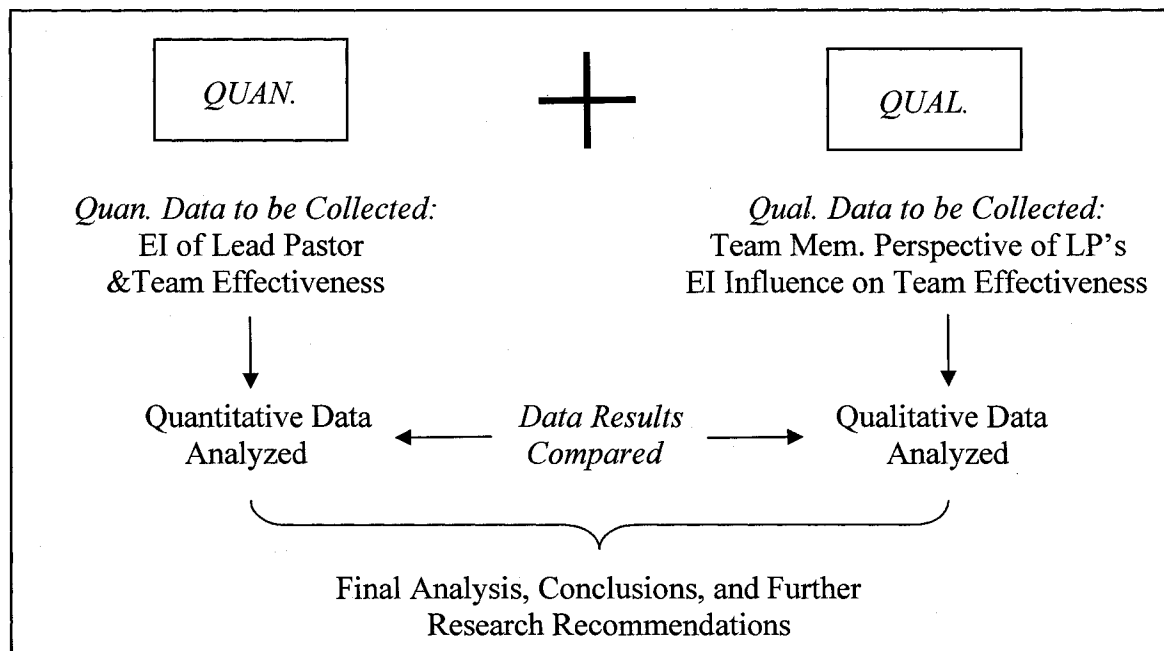 QUAN.
QUAL.
Quan. Data to be Collected:
EI of Lead Pastor
&Team Effectiveness
Qual. Data to be Collected:
Team Mem. Perspective of LP's
EI Influence on Team Effectiveness
Quantitative Data
Analyzed
Data Results
Compared
Qualitative Data
Analyzed
Final Analysis, Conclusions, and Further
Research Recommendations